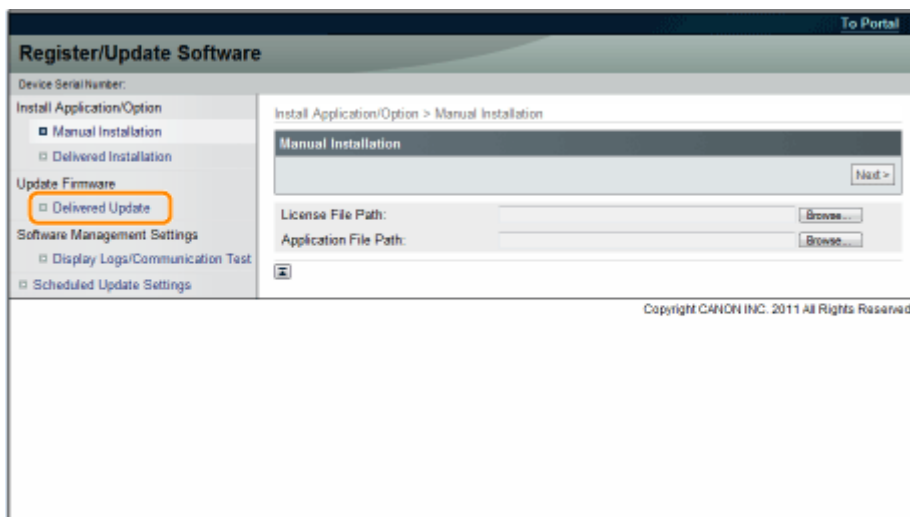 To Portal
Register/Update Software
Device Serial Number:
Install Application/Option
Manual Installation
Delivered Installation
Update Firmware
Delivered Update
Software Management Settings
Display Logs/Communication Test
Scheduled Update Settings
Install Application/Option > Manual Installation
Manual Installation
Next >
License File Path: Browse...
Application File Path: Browse...
Copyright CANON INC. 2011 All Rights Reserved